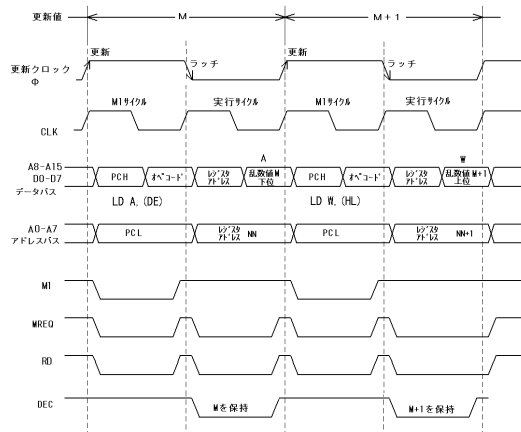 更新値 M M + 1
更新 更新
更新クロック ラッチ ラッチ
Φ
M1サイクル 実行サイクル M1サイクル 実行サイクル
CLK
A W
A8-A15
D0-D7
データバス
PCH オペコード レジスタ アドレス 乱数値M 下位 PCH オペコード レジスタ アドレス 乱数値M+1 上位
LD A, (DE) LD W, (HL)
A0-A7
アドレスバス
PCL レジスタ アドレス NN PCL レジスタ アドレス NN+1
M1
MREQ
RD
DEC Mを保持 M+1を保持